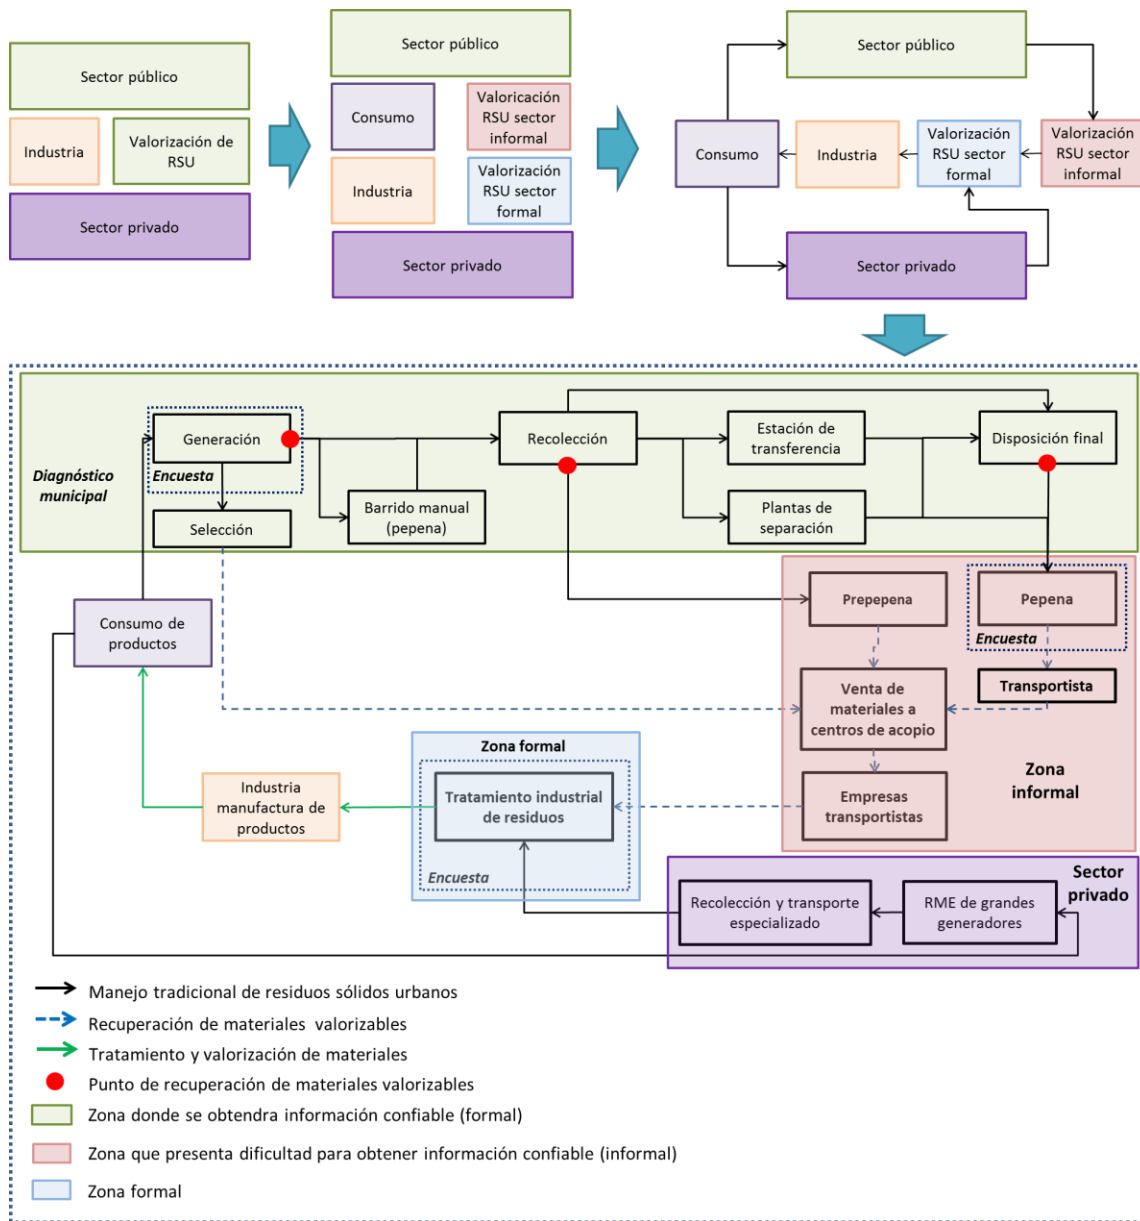 Sector público
Industria
Valorización de
RSU
Sector privado
Sector público
Consumo
Valoricación
RSU sector
informal
Industria
Valorización
RSU sector
formal
Sector privado
Sector público
Consumo
Industria
Valorización
RSU sector
formal
Valorización
RSU sector
informal
Sector privado
Diagnóstico
municipal
Generación
Encuesta
Selección
Barrido manual
(pepena)
Recolección
Estación de
transferencia
Plantas de
separación
Disposición final
Prepepena
Pepena
Encuesta
Transportista
Venta de
materiales a
centros de acopio
Empresas
transportistas
Zona
informal
Consumo de
productos
Industria
manufactura de
productos
Zona formal
Tratamiento industrial
de residuos
Encuesta
Sector
privado
Recolección y transporte
especializado
RME de grandes
generadores
Manejo tradicional de residuos sólidos urbanos
Recuperación de materiales valorizables
Tratamiento y valorización de materiales
Punto de recuperación de materiales valorizables
Zona donde se obtendra información confiable (formal)
Zona que presenta dificultad para obtener información confiable (informal)
Zona formal